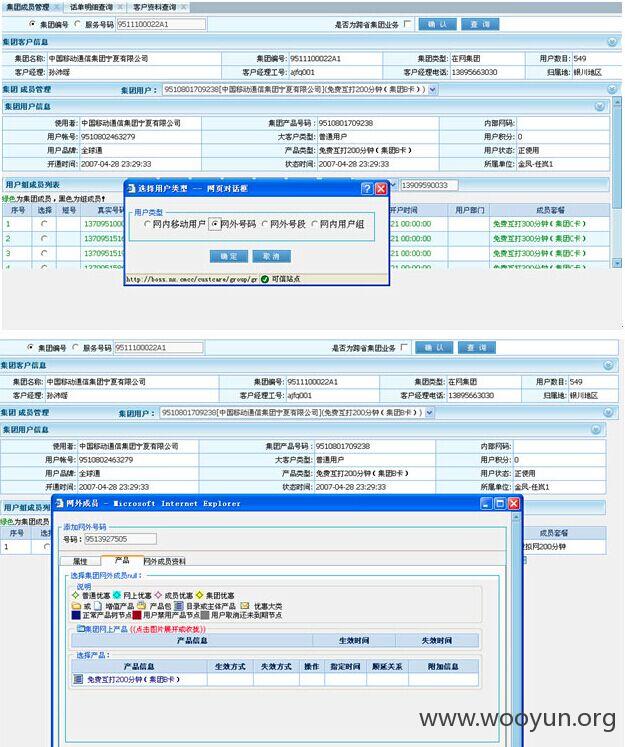 集团成员管理 话单明细查询 客户资料查询
集团编号 服务号码 9511100022A1 是否为跨省集团业务 确认 查询
集团客户信息
集团名称: 中国移动通信集团宁夏有限公司 集团编号: 9511100022A1 集团类型: 在网集团 用户数目: 549
客户经理: 孙沛瑶 客户经理工号: ajfq001 客户经理电话: 13895663030 归属地: 银川地区
集团 成员管理 集团用户: 9510801709238[中国移动通信集团宁夏有限公司](免费互打200分钟(集团B卡)
集团用户信息
使用者: 中国移动通信集团宁夏有限公司 集团产品号码: 9510801709238 内部网码:
用户帐号: 9510802463279 大客户类型: 普通用户 用户积分: 0
用户品牌: 全球通 产品类型: 免费互打200分钟(集团B卡) 用户状态: 正使用
开通时间: 2007-04-28 23:29:33 状态时间: 2007-04-28 23:29:33 所属单位: 金凤-任岚1
用户组成员列表 13909590033
绿色为集团成员,黑色为组成员!
序号 选择 短号 真实号码 开户时间 用户部门 成员套餐
1 1370951000 21 00:00:00 免费互打300分钟(集团C卡)
2 1370951516 21 00:00:00 免费互打200分钟(集团B卡)
3 1370951519 21 00:00:00 免费互打200分钟(集团B卡)
选择用户类型 -- 网页对话框
用户类型
网内移动用户 网外号码 网外号段 网内用户组
确定 取消
http://boss.nx.cmcc/custcare/group/gr 可信站点
集团编号 服务号码 9511100022A1 是否为跨省集团业务 确认 查询
集团客户信息
集团名称: 中国移动通信集团宁夏有限公司 集团编号: 9511100022A1 集团类型: 在网集团 用户数目: 549
客户经理: 孙沛瑶 客户经理工号: ajfq001 客户经理电话: 13895663030 归属地: 银川地区
集团 成员管理 集团用户: 9510801709238[中国移动通信集团宁夏有限公司](免费互打200分钟(集团B卡)
集团用户信息
使用者: 中国移动通信集团宁夏有限公司 集团产品号码: 9510801709238 内部网码:
用户帐号: 9510802463279 大客户类型: 普通用户 用户积分: 0
用户品牌: 全球通 产品类型: 免费互打200分钟(集团B卡) 用户状态: 正使用
开通时间: 2007-04-28 23:29:33 状态时间: 2007-04-28 23:29:33 所属单位: 金凤-任岚1
用户组成员列
绿色为集团成员
序号 选择 成员套餐
1 拟网200分钟
网外成员 - Microsoft Internet Explorer
添加网外号码
号码: 9513927505
属性 产品 网外成员资料
选择集团网外成员null:
说明
普通优惠 网上优惠 成员优惠 集团优惠
或 增值产品 产品包 目录或主体产品 优惠大类
正常产品树节点 用户禁用产品节点 用户取消还未到期节点
集团网上产品 ((点击图片展开或收拢))
产品信息 生效时间 失效时间
选择产品:
产品信息 生效方式 失效方式 操作 指定时间 顺延关系 附加信息
免费互打200分钟(集团B卡)
www.wooyun.org